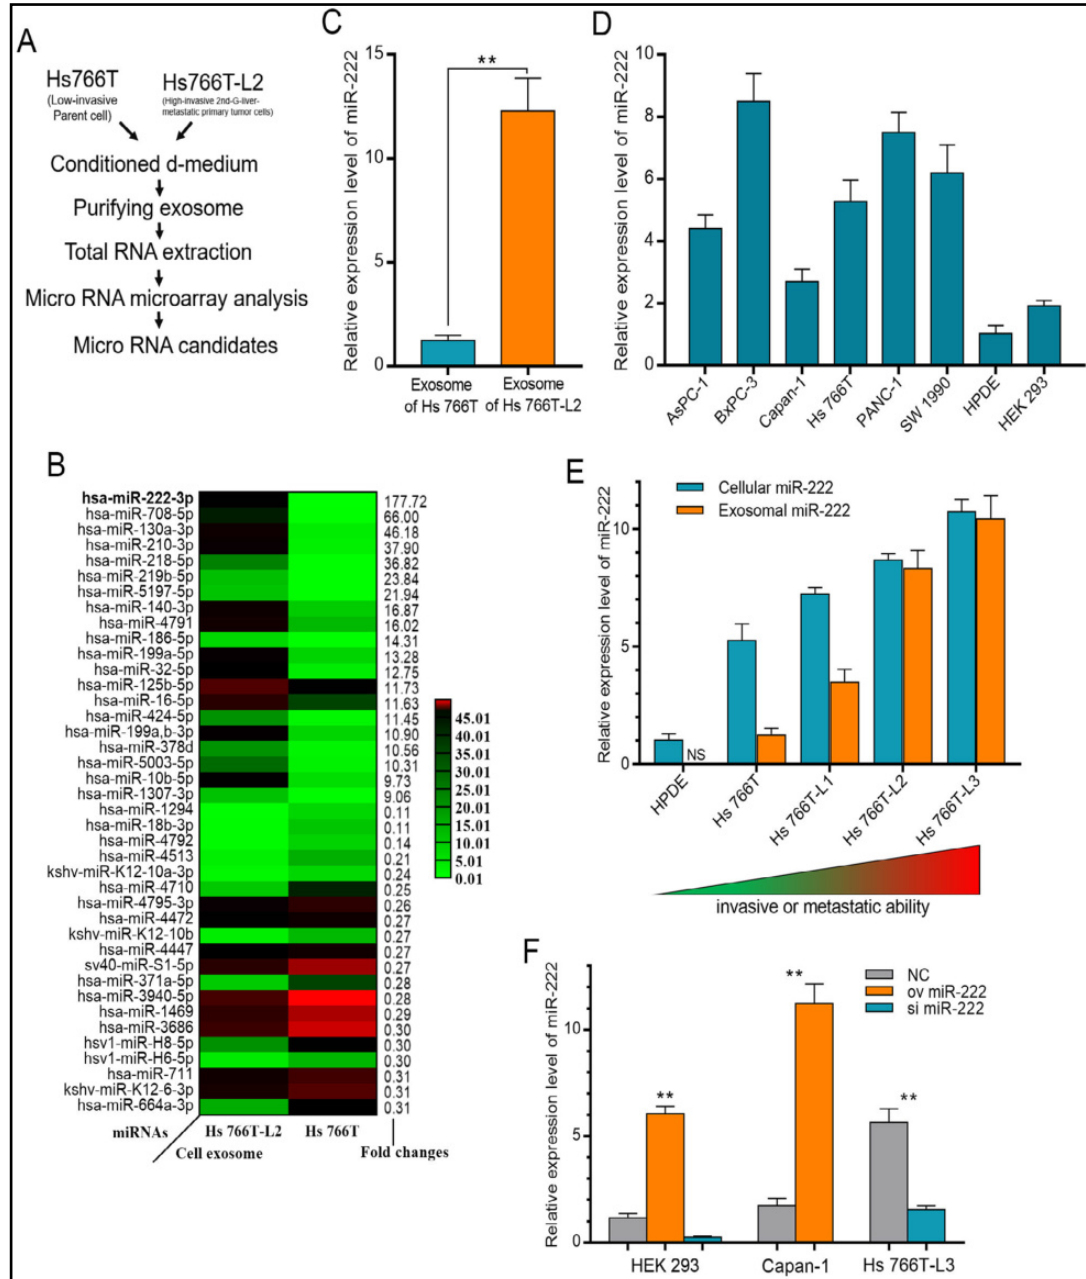 A
Hs766T
(Low-invasive
Parent cell)
Hs766T-L2
(High-invasive 2nd-G-liver-
metastatic primary tumor cells)
Conditioned d-medium
Purifying exosome
Total RNA extraction
Micro RNA microarray analysis
Micro RNA candidates
C
Relative expression level of miR-222
15
10
5
0
**
Exosome
of Hs 766T
Exosome
of Hs 766T-L2
D
Relative expression level of miR-222
10
8
6
4
2
0
AsPC-1
BxPC-3
Capan-1
Hs 766T
PANC-1
SW 1990
HPDE
HEK 293
B
hsa-miR-222-3p 177.72
hsa-miR-708-5p 66.00
hsa-miR-130a-3p 46.18
hsa-miR-210-3p 37.90
hsa-miR-218-5p 36.82
hsa-miR-219b-5p 23.84
hsa-miR-5197-5p 21.94
hsa-miR-140-3p 16.87
hsa-miR-4791 16.02
hsa-miR-186-5p 14.31
hsa-miR-199a-5p 13.28
hsa-miR-32-5p 12.75
hsa-miR-125b-5p 11.73
hsa-miR-16-5p 11.63
hsa-miR-424-5p 11.45
hsa-miR-199a,b-3p 10.90
hsa-miR-378d 10.56
hsa-miR-5003-5p 10.31
hsa-miR-10b-5p 9.73
hsa-miR-1307-3p 9.06
hsa-miR-1294 0.11
hsa-miR-18b-3p 0.11
hsa-miR-4792 0.14
hsa-miR-4513 0.21
kshv-miR-K12-10a-3p 0.24
hsa-miR-4710 0.25
hsa-miR-4795-3p 0.26
hsa-miR-4472 0.27
kshv-miR-K12-10b 0.27
hsa-miR-4447 0.27
sv40-miR-S1-5p 0.27
hsa-miR-371a-5p 0.28
hsa-miR-3940-5p 0.28
hsa-miR-1469 0.29
hsa-miR-3686 0.30
hsv1-miR-H8-5p 0.30
hsv1-miR-H6-5p 0.30
hsa-miR-711 0.31
kshv-miR-K12-6-3p 0.31
hsa-miR-664a-3p 0.31
miRNAs
Hs 766T-L2
Hs 766T
Cell exosome
Fold changes
45.01
40.01
35.01
25.01
20.01
15.01
10.01
5.01
0.01
E
Cellular miR-222
Exosomal miR-222
Relative expression level of miR-222
10
5
0
NS
HPDE
Hs 766T
Hs 766T-L1
Hs 766T-L2
Hs 766T-L3
invasive or metastatic ability
F
NC
ov miR-222
si miR-222
Relative expression level of miR-222
10
5
0
**
**
**
HEK 293
Capan-1
Hs 766T-L3